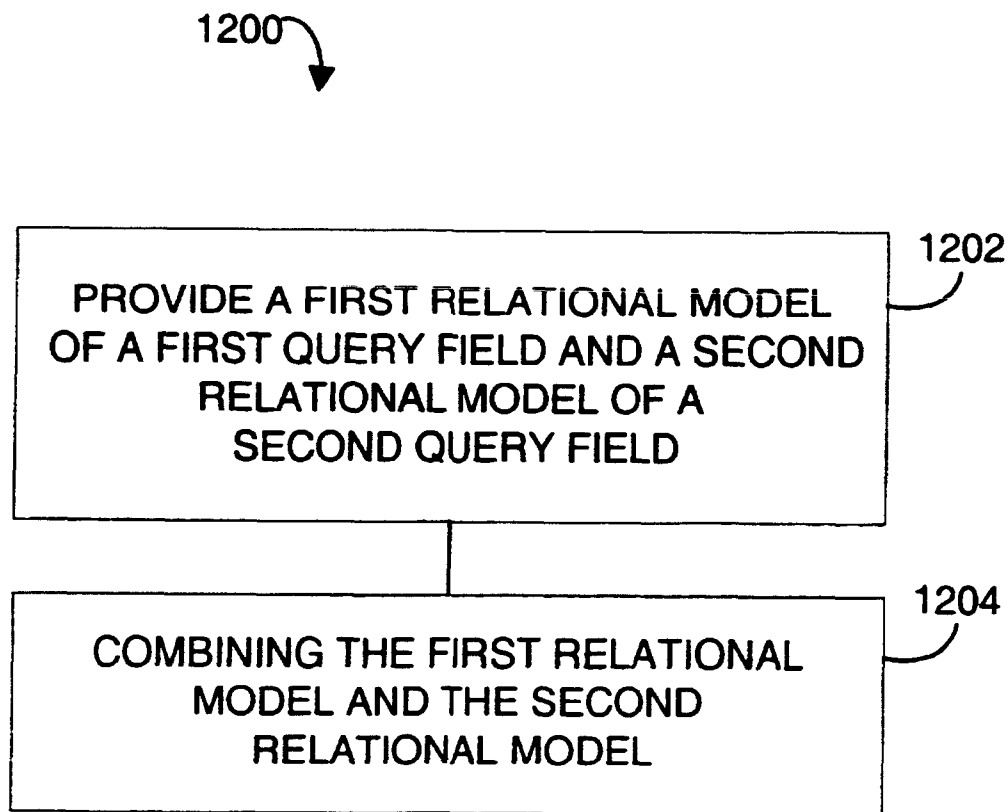 1200
1202
PROVIDE A FIRST RELATIONAL MODEL
OF A FIRST QUERY FIELD AND A SECOND
RELATIONAL MODEL OF A
SECOND QUERY FIELD
1204
COMBINING THE FIRST RELATIONAL
MODEL AND THE SECOND
RELATIONAL MODEL